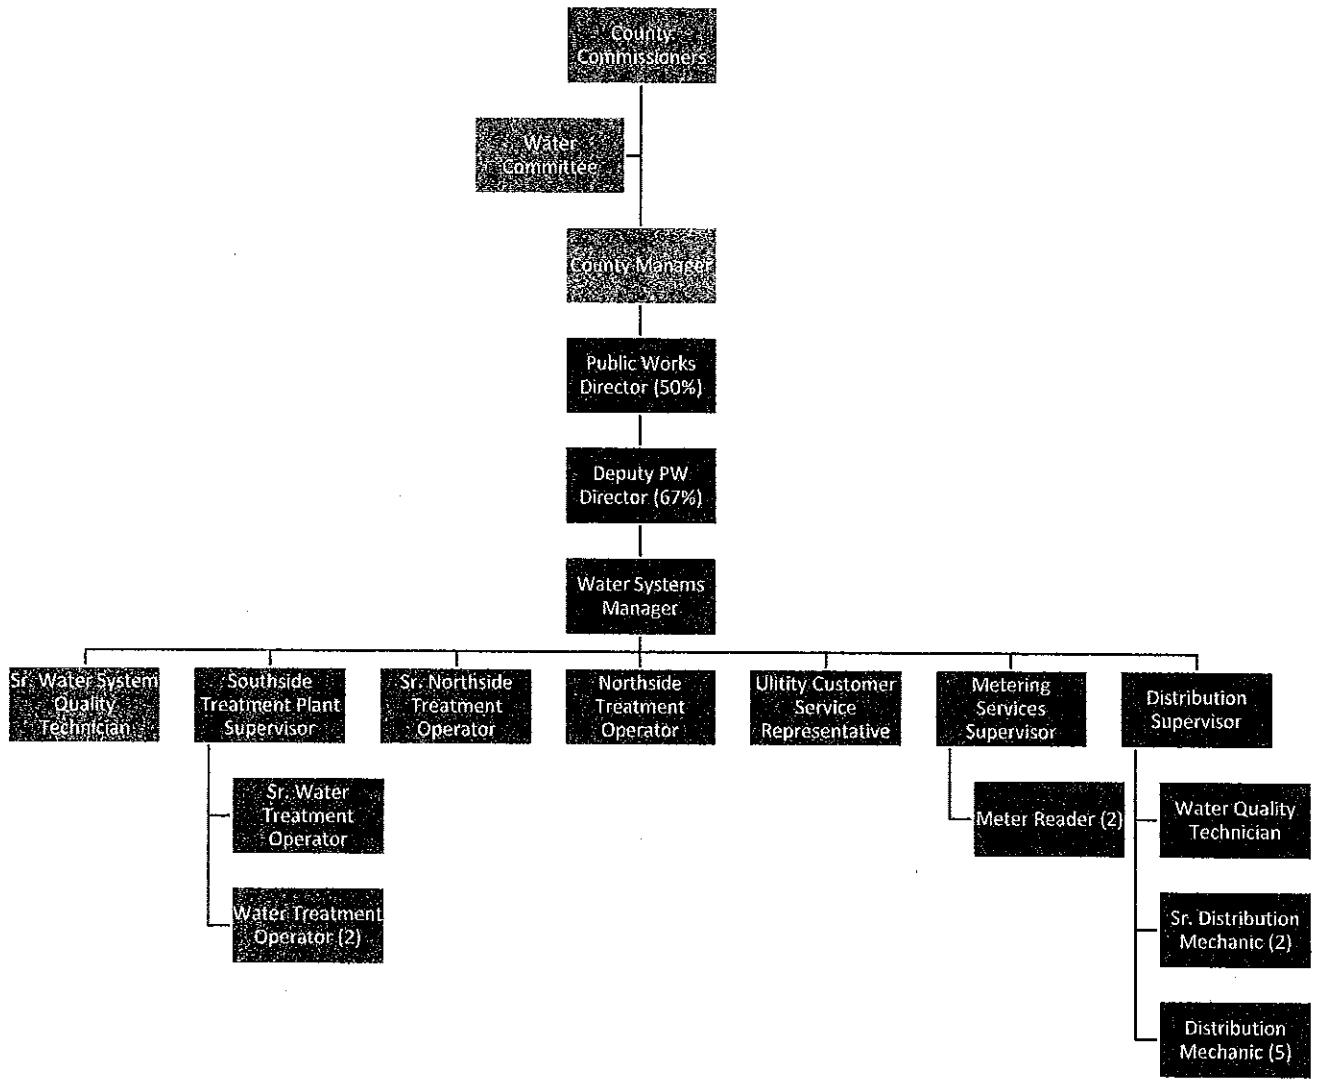 County
Commissioners
Water
Committee
County Manager
Public Works
Director (50%)
Deputy PW
Director (67%)
Water Systems
Manager
Sr. Water System
Quality
Technician
Southside
Treatment Plant
Supervisor
Sr. Northside
Treatment
Operator
Northside
Treatment
Operator
Ulitity Customer
Service
Representative
Metering
Services
Supervisor
Distribution
Supervisor
Sr. Water
Treatment
Operator
Water Treatment
Operator (2)
Meter Reader (2)
Water Quality
Technician
Sr. Distribution
Mechanic (2)
Distribution
Mechanic (5)